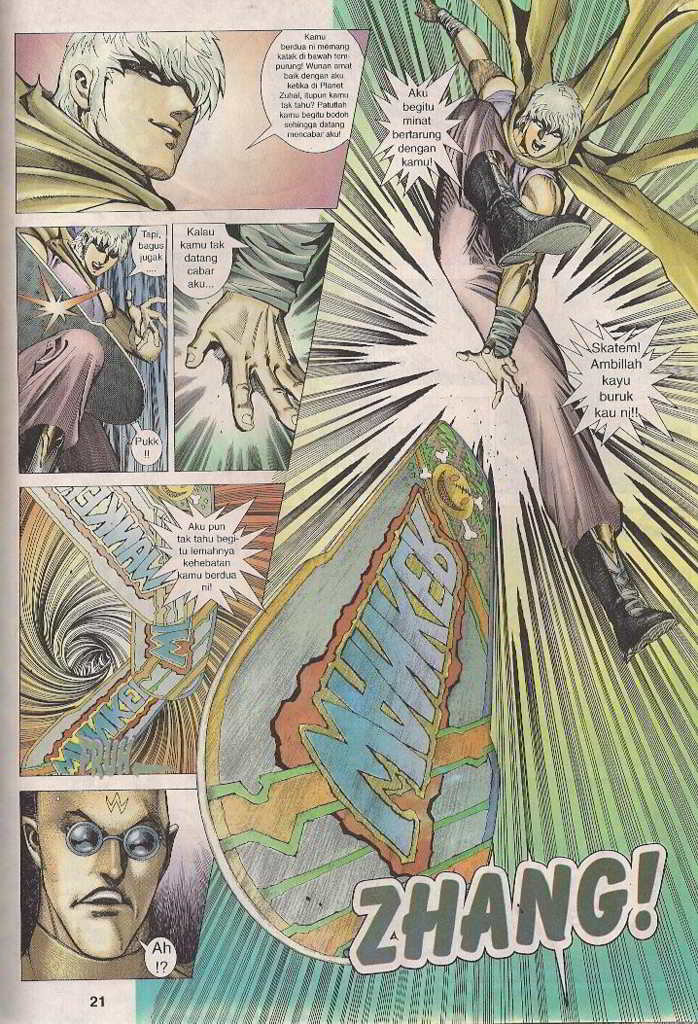 Kamu
berdua ni memang
katak di bawah tem-
purung! Wunan amat
baik dengan aku
ketika di Planet
Zuhal, itupun kamu
tak tahu? Patutlah
kamu begitu bodoh
sehingga datang
mencabar aku!
Aku
begitu
minat
bertarung
dengan
kamu!
Tapi,
bagus
jugak
....
Pukk
!!
Kalau
kamu tak
datang
cabar
aku...
Skatem!
Ambillah
kayu
buruk
kau ni!!
Aku pun
tak tahu begi-
tu lemahnya
kehebatan
kamu berdua
ni!
Ah
!?
ZHANG!
21